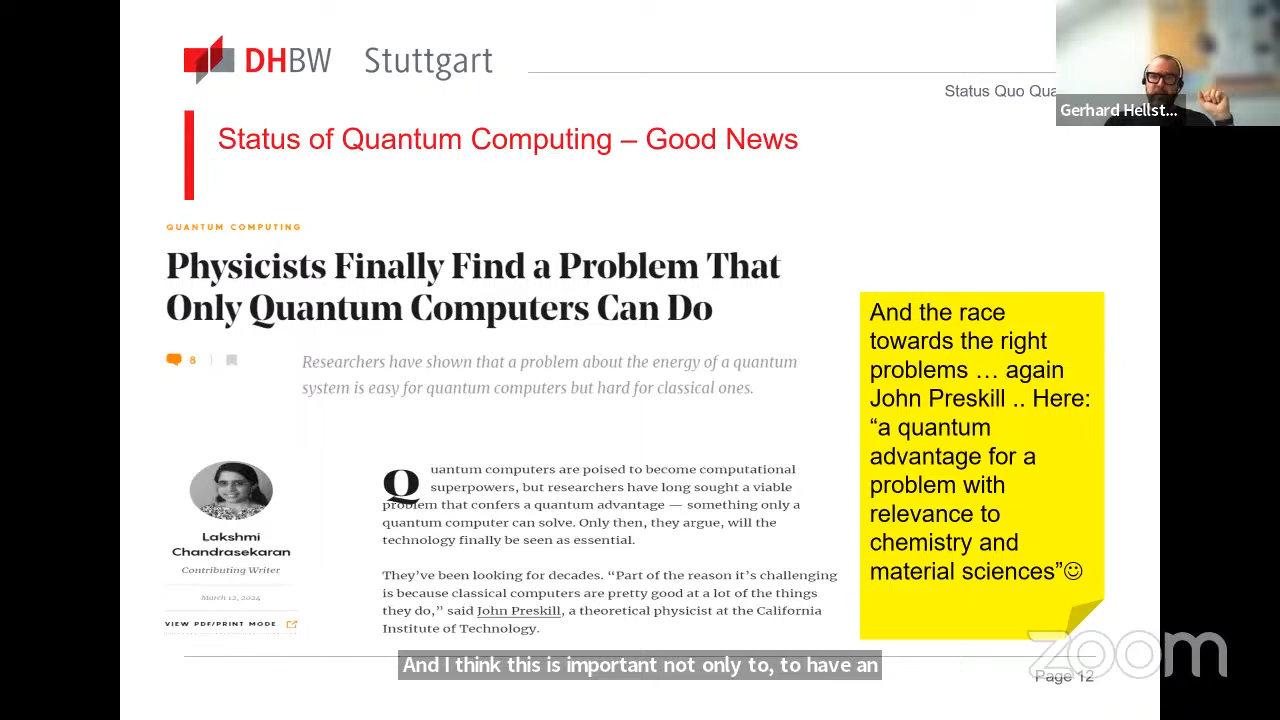 DHBW Stuttgart
Status Quo Qua
Gerhard Hellst...
Status of Quantum Computing – Good News
QUANTUM COMPUTING
Physicists Finally Find a Problem That
Only Quantum Computers Can Do
8
Researchers have shown that a problem about the energy of a quantum
system is easy for quantum computers but hard for classical ones.
Lakshmi
Chandrasekaran
Contributing Writer
March 12, 2024
VIEW PDF/PRINT MODE
Quantum computers are poised to become computational
superpowers, but researchers have long sought a viable
problem that confers a quantum advantage — something only a
quantum computer can solve. Only then, they argue, will the
technology finally be seen as essential.
They’ve been looking for decades. “Part of the reason it’s challenging
is because classical computers are pretty good at a lot of the things
they do,” said John Preskill, a theoretical physicist at the California
Institute of Technology.
And the race
towards the right
problems … again
John Preskill .. Here:
“a quantum
advantage for a
problem with
relevance to
chemistry and
material sciences”☺
And I think this is important not only to, to have an
zoom
Page 12